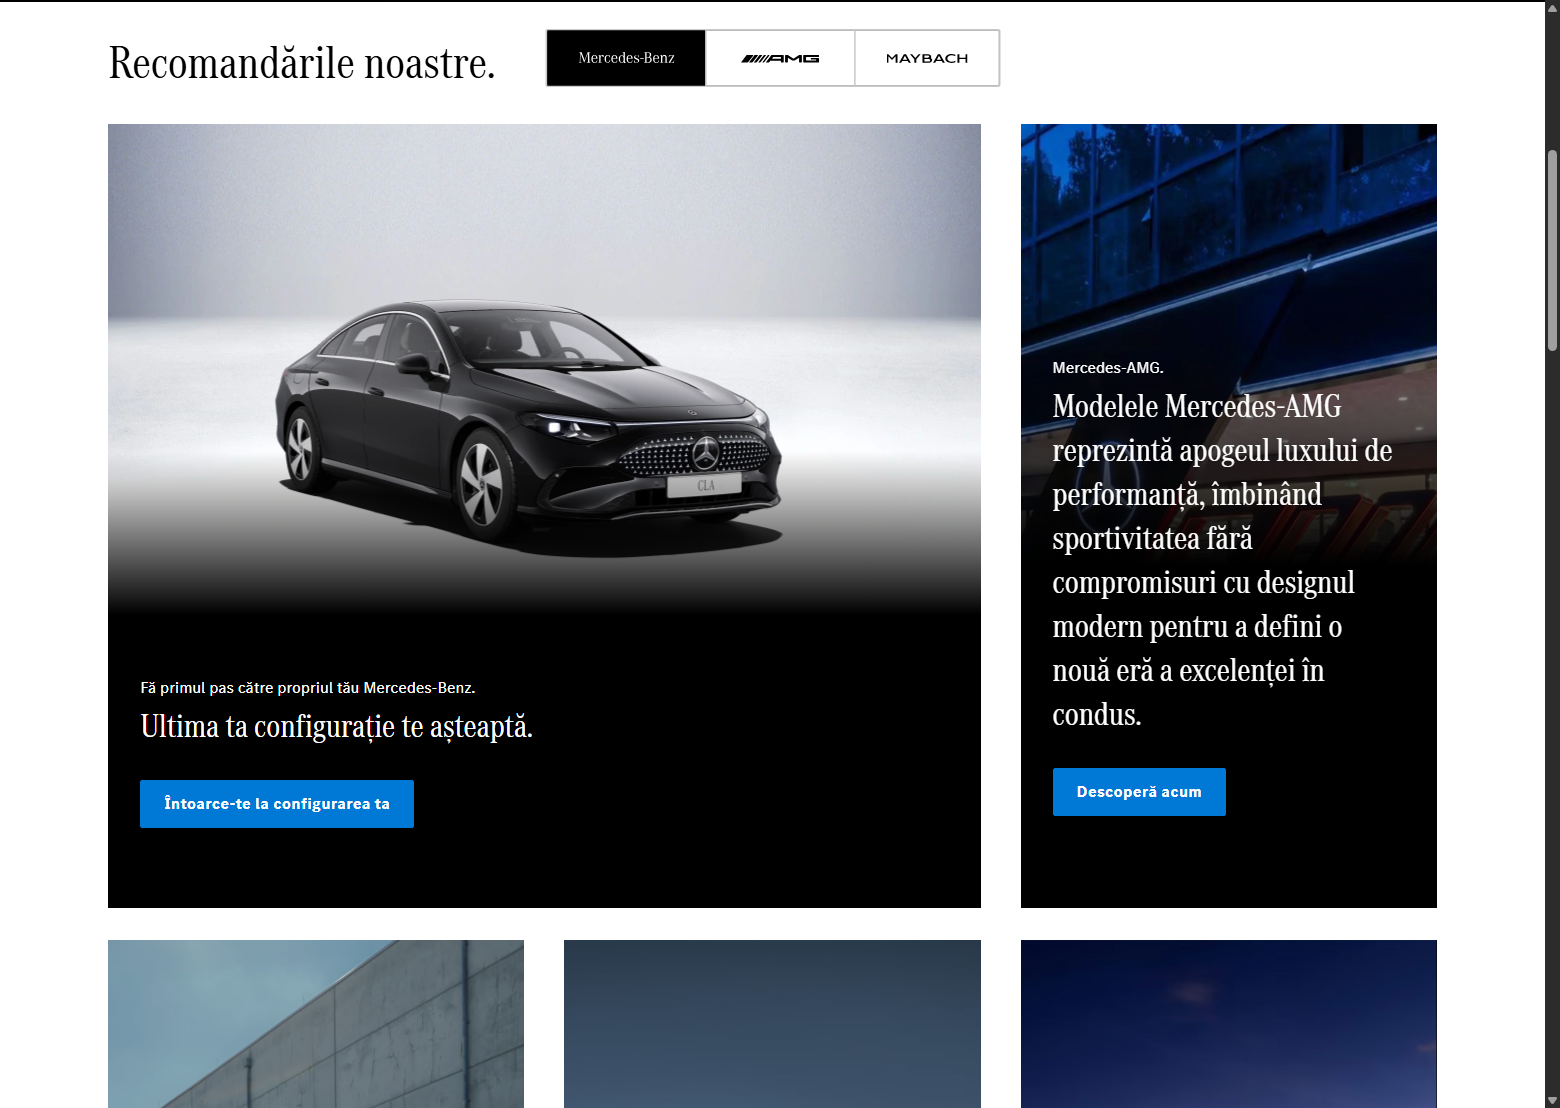 Recomandările noastre.
Mercedes-Benz
AMG
MAYBACH
CLA
Fă primul pas către propriul tău Mercedes-Benz.
Ultima ta configurație te așteaptă.
Întoarce-te la configurarea ta
Mercedes-AMG.
Modelele Mercedes-AMG
reprezintă apogeul luxului de
performanță, îmbinând
sportivitatea fără
compromisuri cu designul
modern pentru a defini o
nouă eră a excelenței în
condus.
Descoperă acum